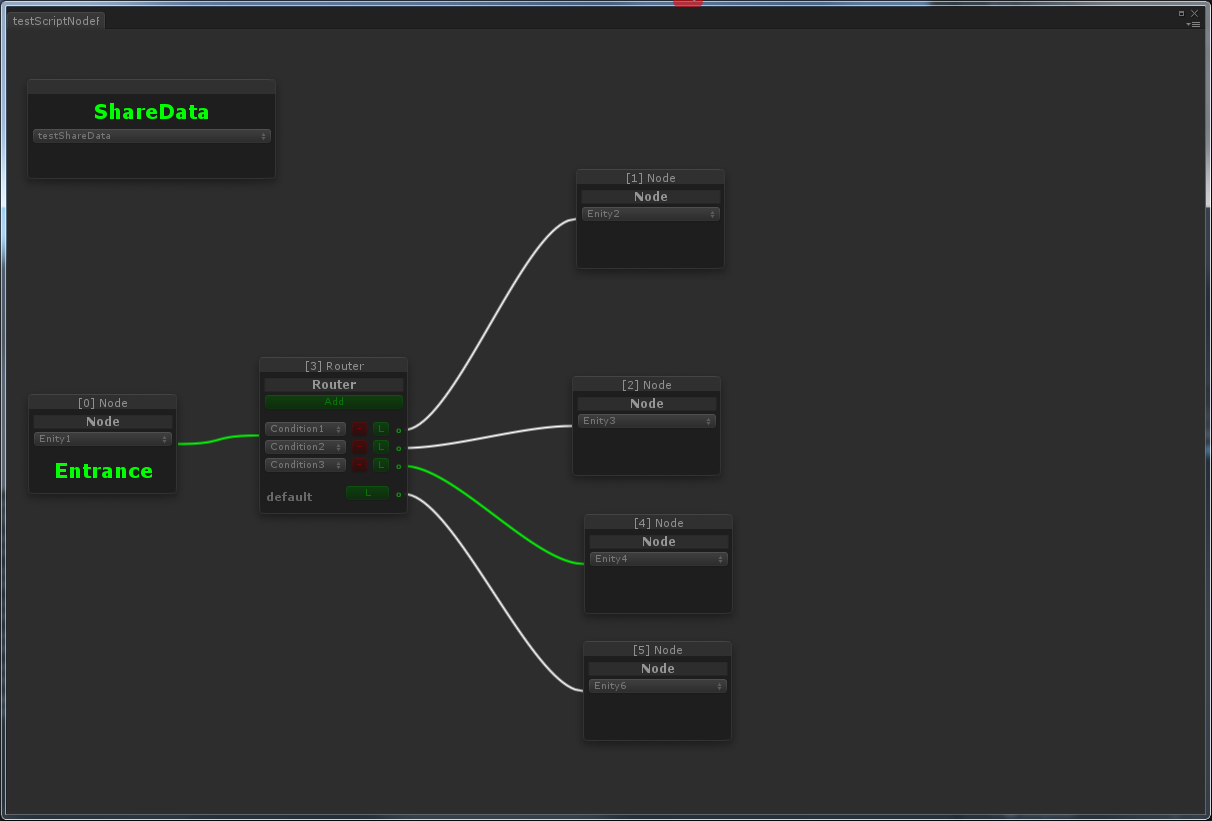 testScriptNodef
ShareData
testShareData
[0] Node
Node
Enity1
Entrance
[3] Router
Router
Add
Condition1 - L
Condition2 - L
Condition3 - L
default L
[1] Node
Node
Enity2
[2] Node
Node
Enity3
[4] Node
Node
Enity4
[5] Node
Node
Enity6